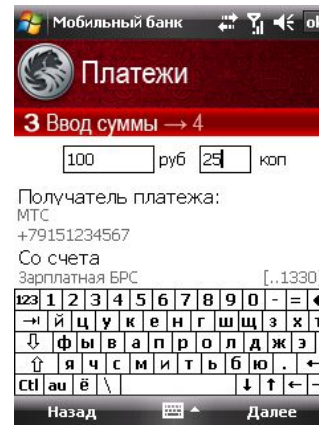 Мобильный банк ok
Платежи
3 Ввод суммы → 4
100 руб 25 коп
Получатель платежа:
МТС
+79151234567
Со счета
Зарплатная БРС [..1330]
123 1 2 3 4 5 6 7 8 9 0 - =
й ц у к е н г ш щ з х
ф ы в а п р о л д ж э
я ч с м и т ь б ю .
Ctl au ё \
Назад Далее